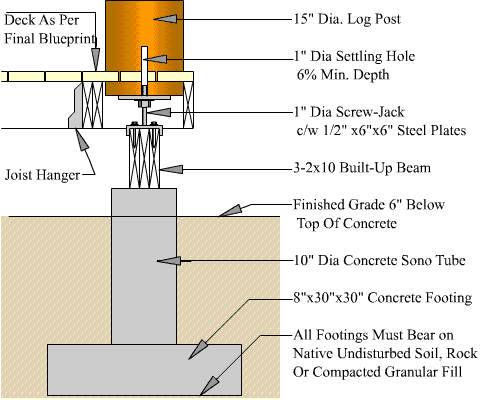 Deck As Per
Final Blueprint
15" Dia. Log Post
1" Dia Settling Hole
6% Min. Depth
1" Dia Screw-Jack
c/w 1/2" x6"x6" Steel Plates
Joist Hanger
3-2x10 Built-Up Beam
Finished Grade 6" Below
Top Of Concrete
10" Dia Concrete Sono Tube
8"x30"x30" Concrete Footing
All Footings Must Bear on
Native Undisturbed Soil, Rock
Or Compacted Granular Fill